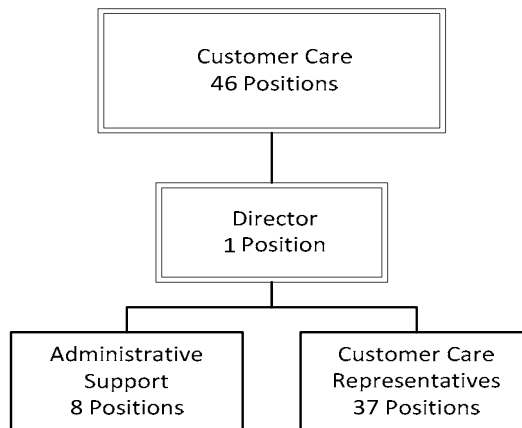 Customer Care
46 Positions
Director
1 Position
Administrative
Support
8 Positions
Customer Care
Representatives
37 Positions